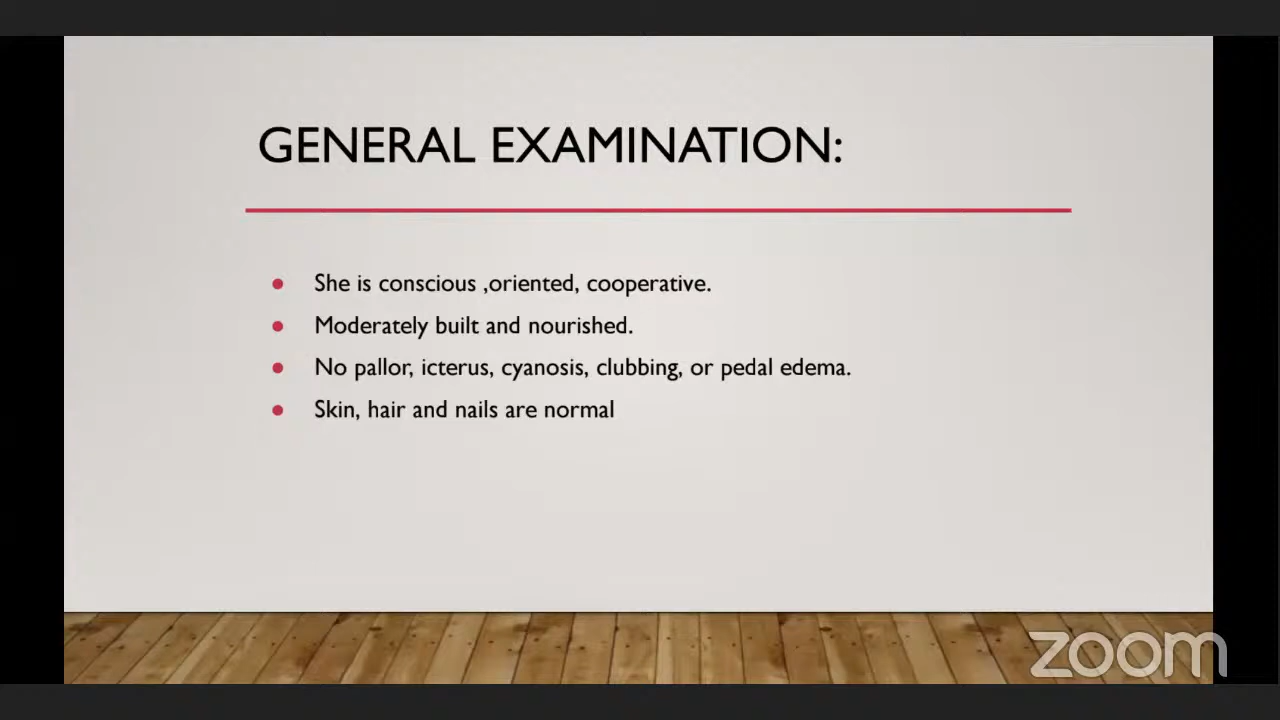 GENERAL EXAMINATION:
She is conscious ,oriented, cooperative.
Moderately built and nourished.
No pallor, icterus, cyanosis, clubbing, or pedal edema.
Skin, hair and nails are normal
zoom